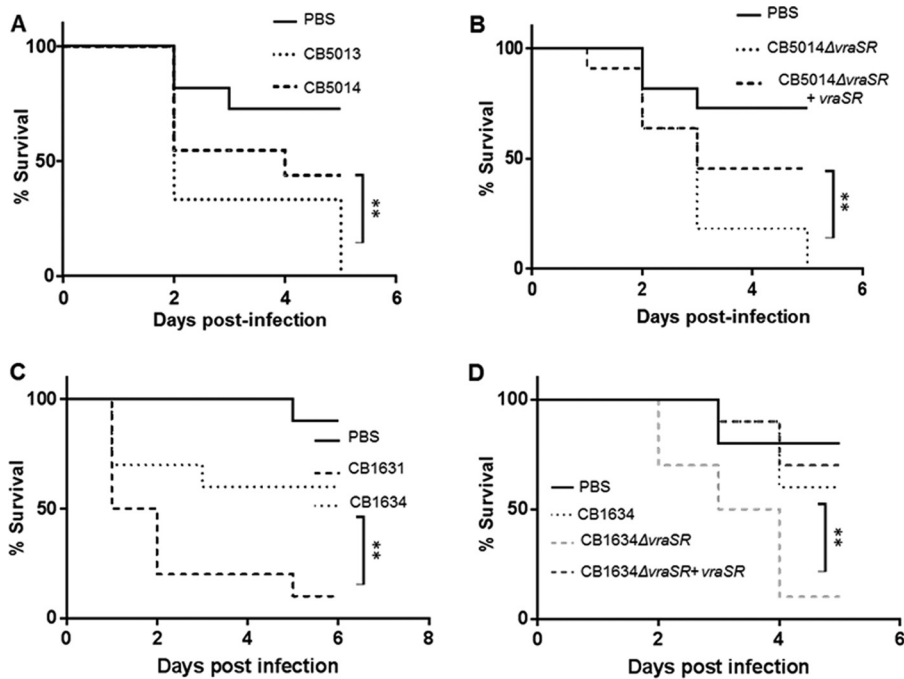 A
PBS
CB5013
CB5014
% Survival
100
50
0
**
0 2 4 6
Days post-infection
B
PBS
CB5014ΔvraSR
CB5014ΔvraSR
+ vraSR
% Survival
100
50
0
**
0 2 4 6
Days post-infection
C
% Survival
100
50
0
PBS
CB1631
CB1634
**
0 2 4 6 8
Days post infection
D
% Survival
100
50
0
PBS
CB1634
CB1634ΔvraSR
CB1634ΔvraSR+vraSR
**
0 2 4 6
Days post infection